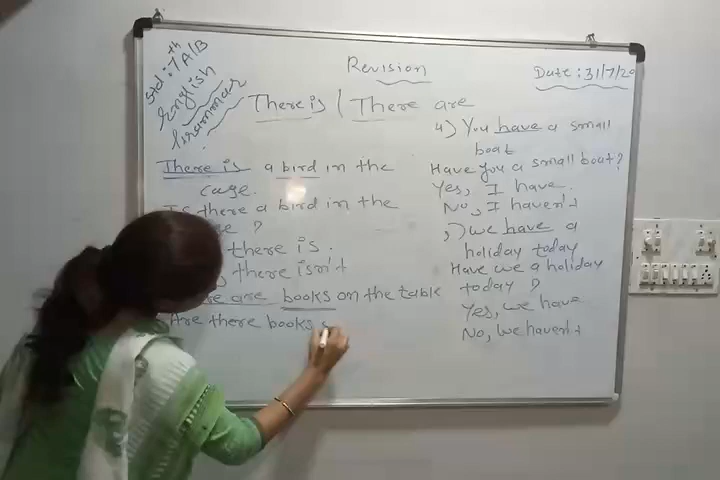 Std: 7th A/B
English
Grammar
Revision
Date: 31/7/20
There is / There are
There is a bird in the
cage.
Is there a bird in the
?
there is.
there isn't
are books on the table
Are there books
4) You have a small
boat
Have you a small boat?
Yes, I have.
No, I haven't
) we have a
holiday today
Have we a holiday
today ?
Yes, we have
No, we haven't